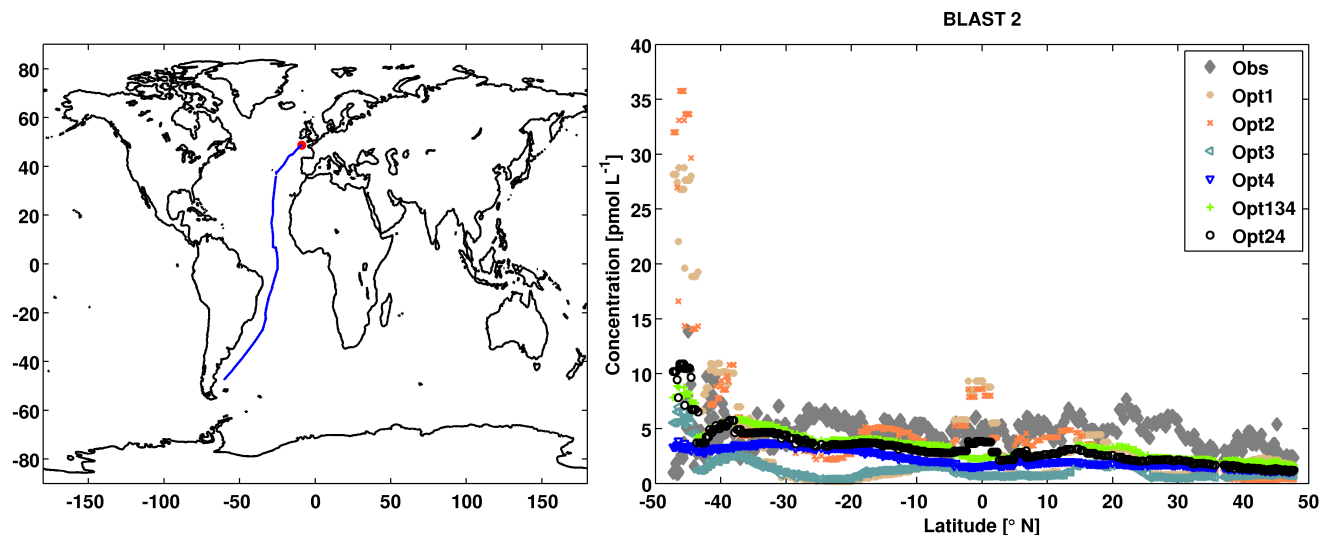 BLAST 2
80
60
40
20
0
-20
-40
-60
-80
-150 -100 -50 0 50 100 150
Concentration [pmol L⁻¹]
40
35
30
25
20
15
10
5
0
Obs
Opt1
Opt2
Opt3
Opt4
Opt134
Opt24
-50 -40 -30 -20 -10 0 10 20 30 40 50
Latitude [° N]